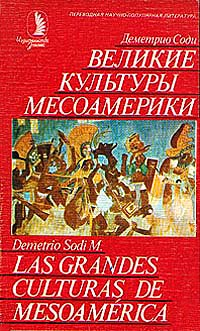 ПЕРЕВОДНАЯ НАУЧНО-ПОПУЛЯРНАЯ ЛИТЕРАТУРА
Деметрио Соди
ВЕЛИКИЕ
КУЛЬТУРЫ
МЕСОАМЕРИКИ
Demetrio Sodi M.
LAS GRANDES
CULTURAS DE
MESOAMÉRICA